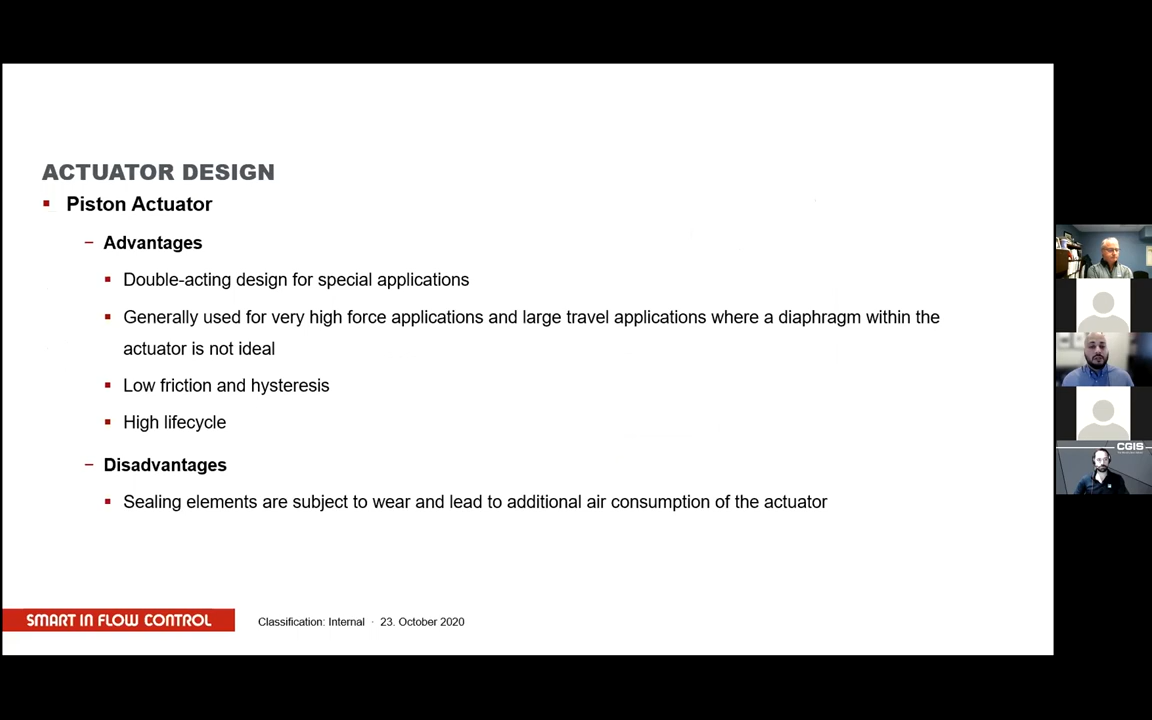 ACTUATOR DESIGN
▪ Piston Actuator
– Advantages
▪ Double-acting design for special applications
▪ Generally used for very high force applications and large travel applications where a diaphragm within the
actuator is not ideal
▪ Low friction and hysteresis
▪ High lifecycle
– Disadvantages
▪ Sealing elements are subject to wear and lead to additional air consumption of the actuator
SMART IN FLOW CONTROL
Classification: Internal · 23. October 2020
CGIS